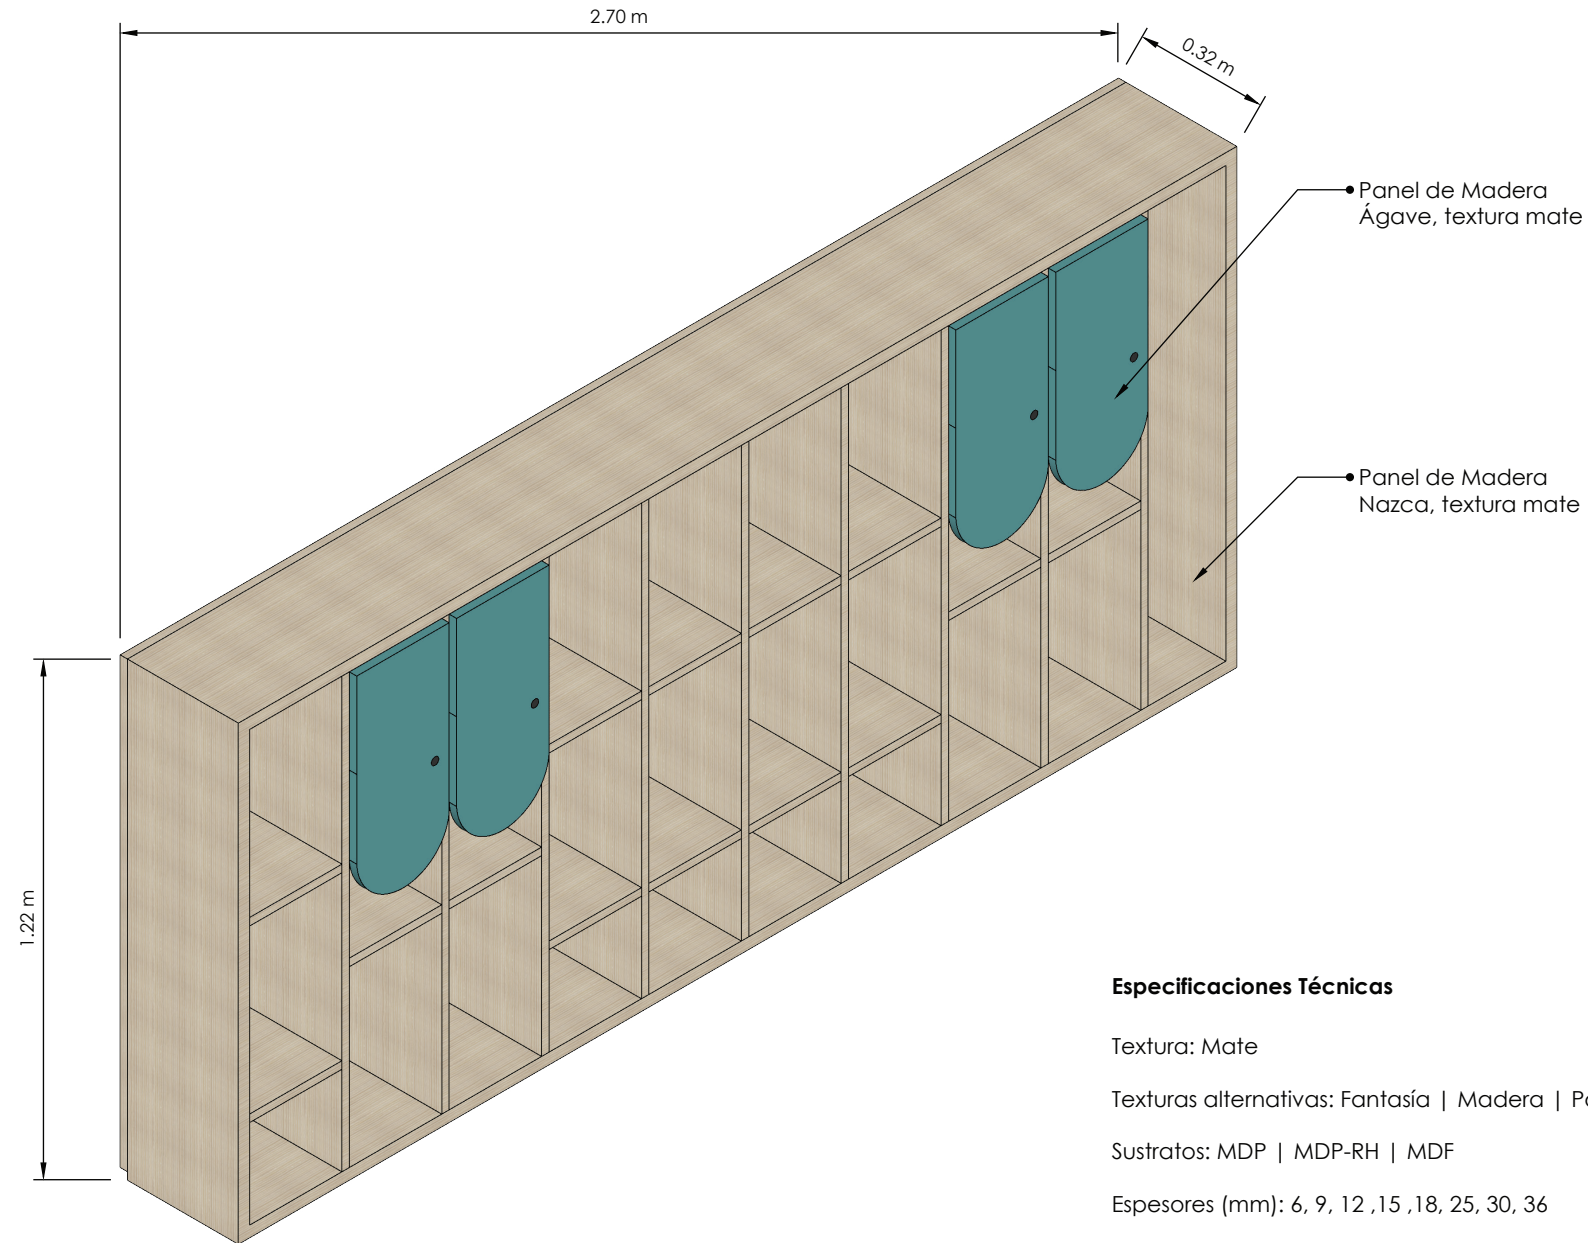 2.70 m
0.32 m
Panel de Madera
Ágave, textura mate
Panel de Madera
Nazca, textura mate
1.22 m
Especificaciones Técnicas
Textura: Mate
Texturas alternativas: Fantasía | Madera |
Sustratos: MDP | MDP-RH | MDF
Espesores (mm): 6, 9, 12 ,15 ,18, 25, 30, 36